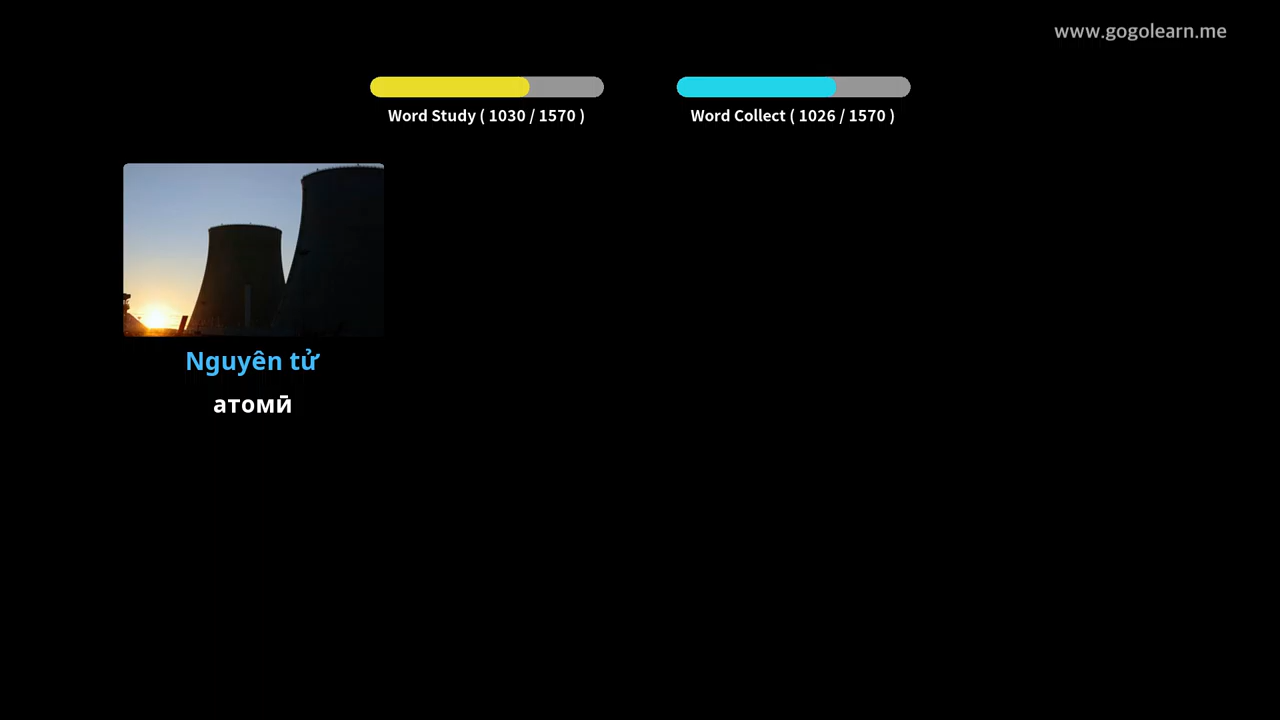 www.gogolearn.me
Word Study ( 1030 / 1570 )
Word Collect ( 1026 / 1570 )
Nguyên tử
атомӣ